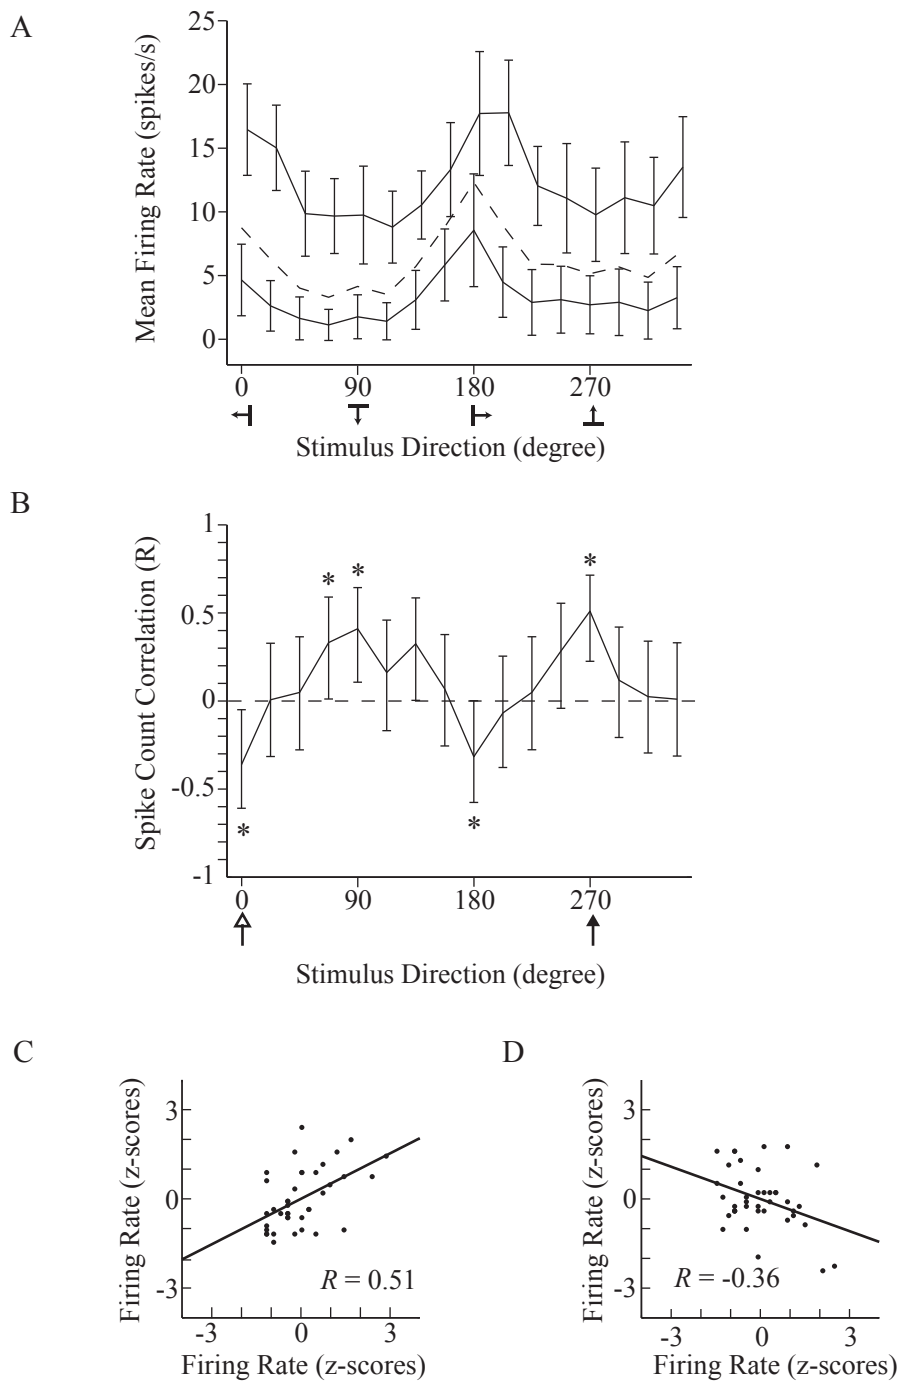 A
Mean Firing Rate (spikes/s)
25
20
15
10
5
0
0 90 180 270
Stimulus Direction (degree)
B
Spike Count Correlation (R)
1
0.5
0
-0.5
-1
* * *
* *
0 90 180 270
Stimulus Direction (degree)
C
Firing Rate (z-scores)
3
0
-3
R = 0.51
-3 0 3
Firing Rate (z-scores)
D
Firing Rate (z-scores)
3
0
-3
R = -0.36
-3 0 3
Firing Rate (z-scores)